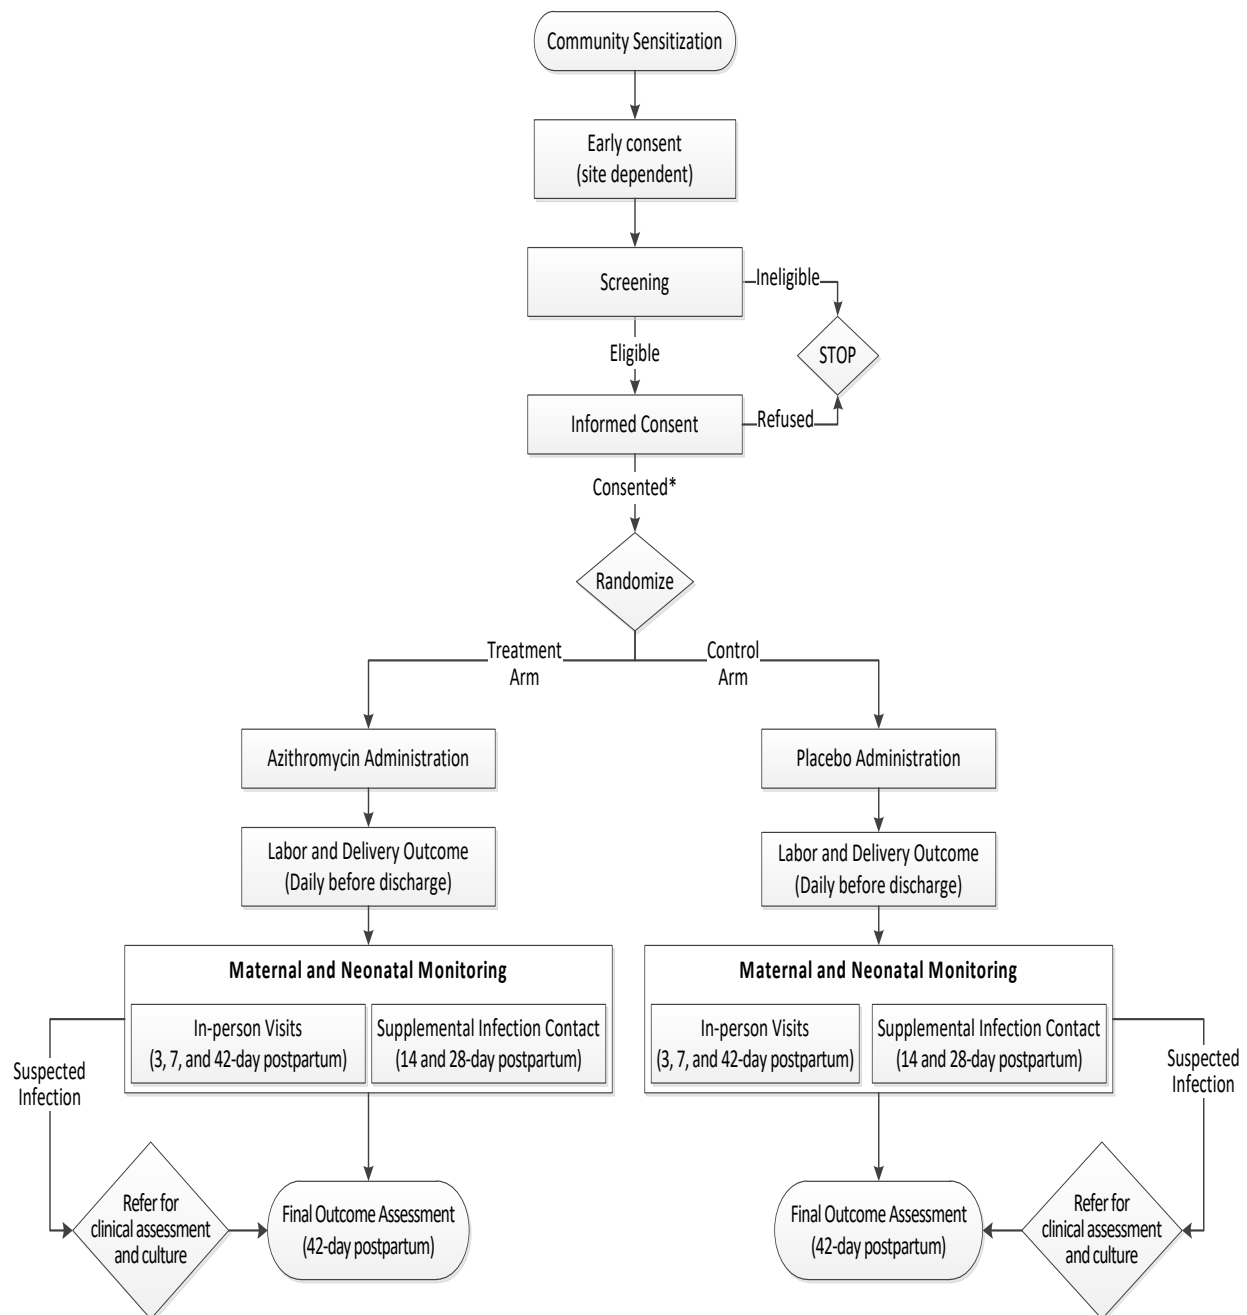 Community Sensitization
Early consent
(site dependent)
Screening
Ineligible
STOP
Eligible
Informed Consent
Refused
Consented*
Randomize
Treatment
Arm
Control
Arm
Azithromycin Administration
Placebo Administration
Labor and Delivery Outcome
(Daily before discharge)
Labor and Delivery Outcome
(Daily before discharge)
Maternal and Neonatal Monitoring
In-person Visits
(3, 7, and 42-day postpartum)
Supplemental Infection Contact
(14 and 28-day postpartum)
Maternal and Neonatal Monitoring
In-person Visits
(3, 7, and 42-day postpartum)
Supplemental Infection Contact
(14 and 28-day postpartum)
Suspected
Infection
Suspected
Infection
Refer for
clinical assessment
and culture
Final Outcome Assessment
(42-day postpartum)
Final Outcome Assessment
(42-day postpartum)
Refer for
clinical assessment
and culture